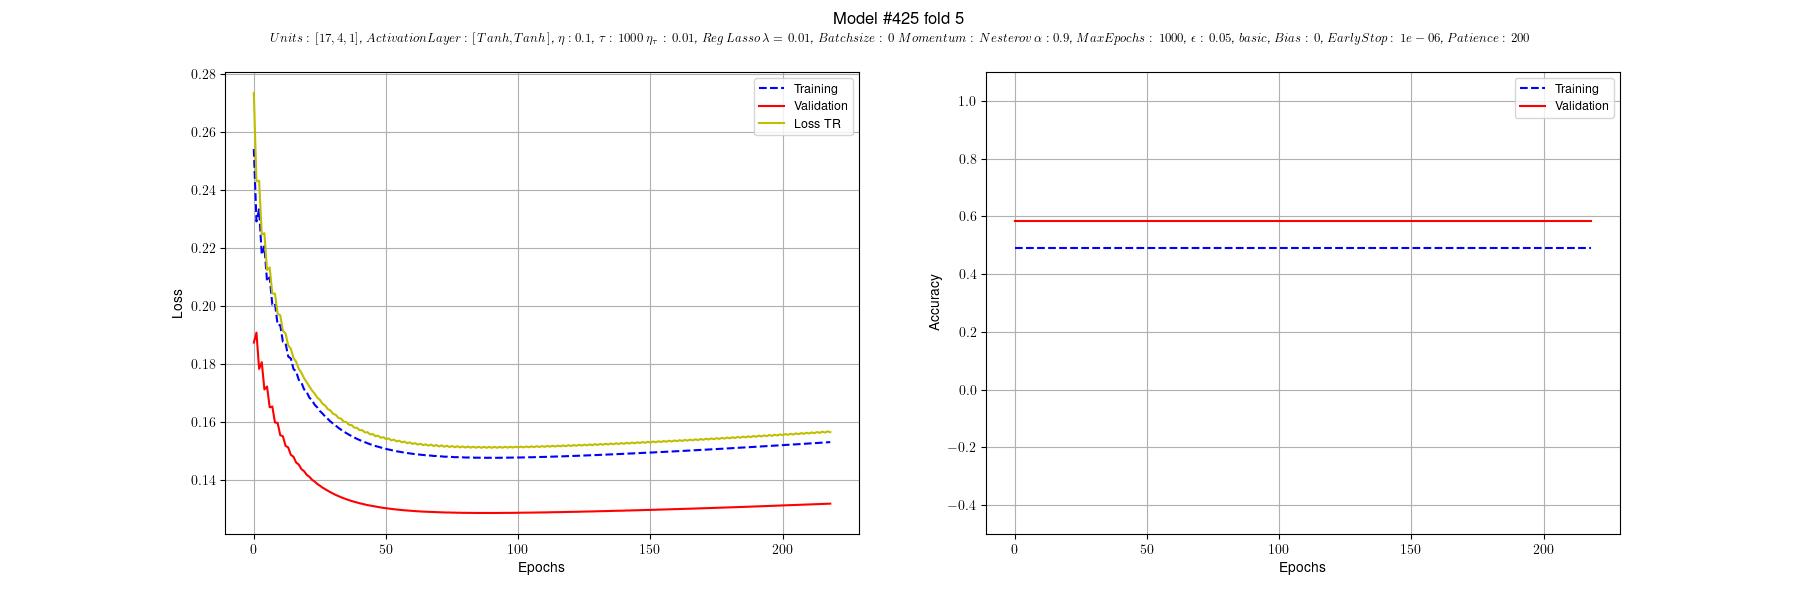 Model #425 fold 5
Units : [17, 4, 1], ActivationLayer : [Tanh, Tanh], η : 0.1, τ : 1000 ητ : 0.01, Reg Lasso λ = 0.01, Batchsize : 0 Momentum : Nesterov α : 0.9, MaxEpochs : 1000, ϵ : 0.05, basic, Bias : 0, EarlyStop : 1e − 06, Patience : 200
Loss
0.28
0.26
0.24
0.22
0.20
0.18
0.16
0.14
Training
Validation
Loss TR
0 50 100 150 200
Epochs
Accuracy
1.0
0.8
0.6
0.4
0.2
0.0
−0.2
−0.4
Training
Validation
0 50 100 150 200
Epochs